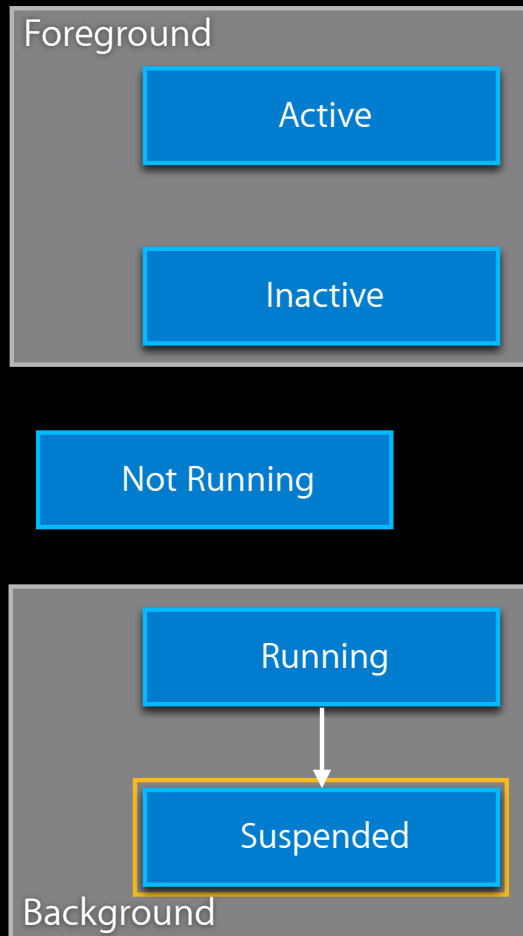 Foreground
Active
Inactive
Not Running
Running
Suspended
Background